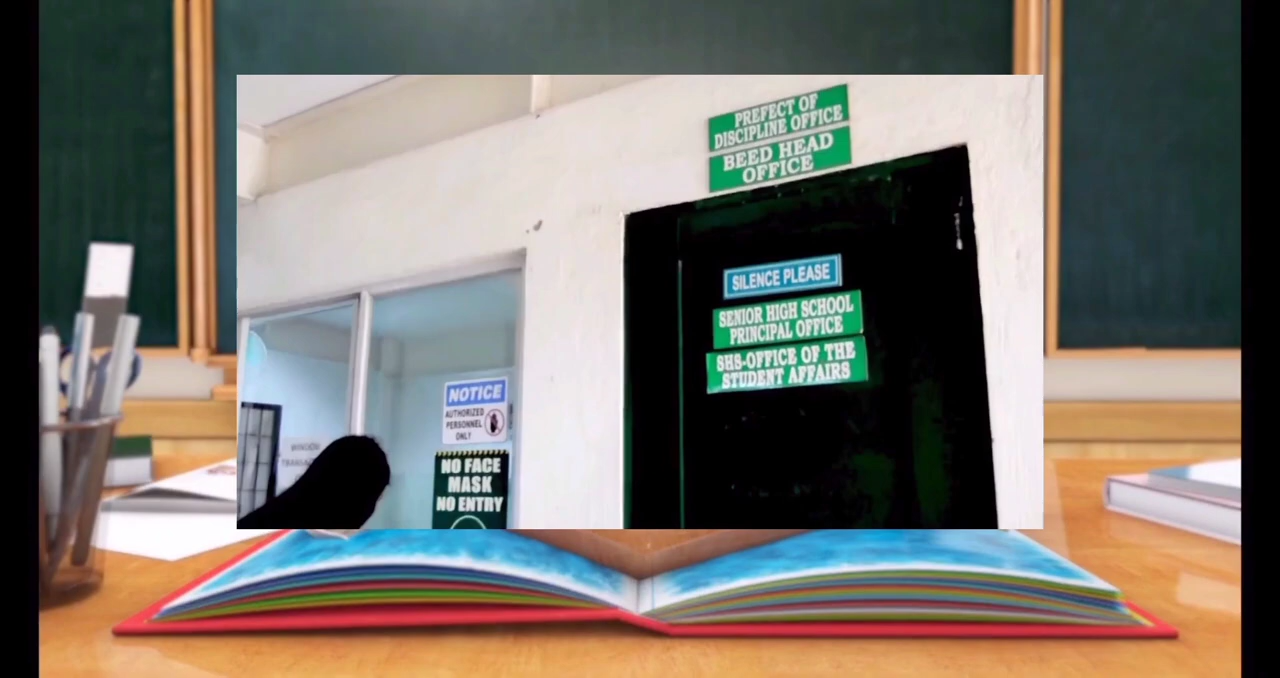 PREFECT OF
DISCIPLINE OFFICE
BEED HEAD
OFFICE
SILENCE PLEASE
SENIOR HIGH SCHOOL
PRINCIPAL OFFICE
SHS-OFFICE OF THE
STUDENT AFFAIRS
NOTICE
AUTHORIZED
PERSONNEL
ONLY
NO FACE
MASK
NO ENTRY
WINDOW